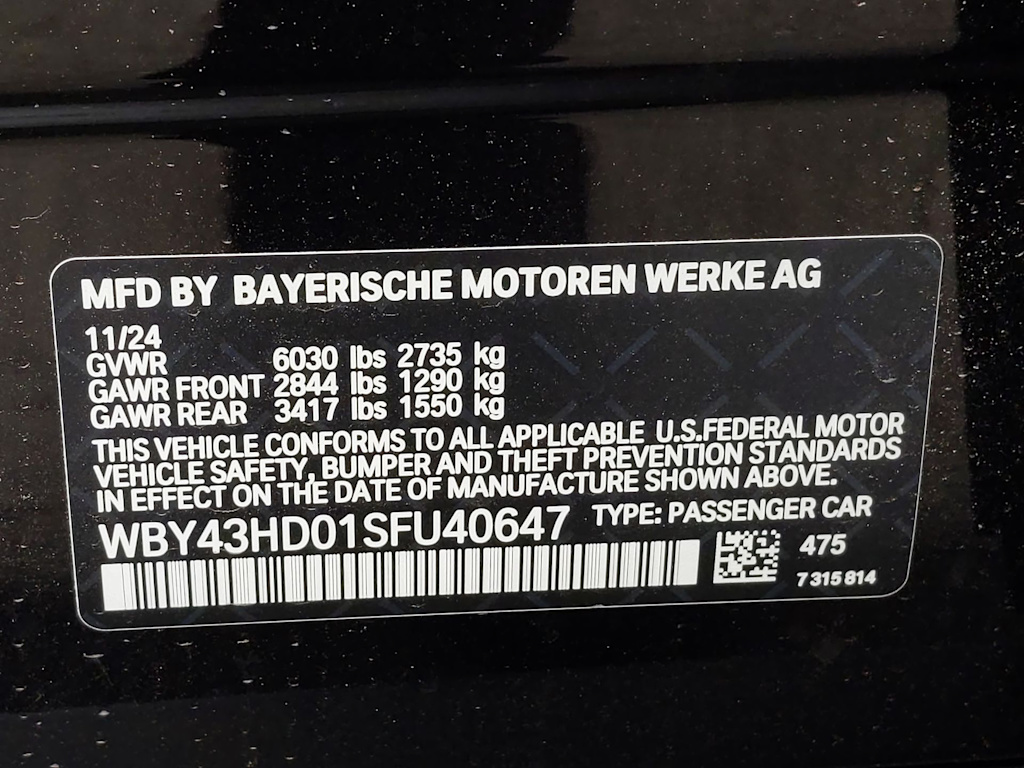 MFD BY BAYERISCHE MOTOREN WERKE AG
11/24
GVWR 6030 lbs 2735 kg
GAWR FRONT 2844 lbs 1290 kg
GAWR REAR 3417 lbs 1550 kg
THIS VEHICLE CONFORMS TO ALL APPLICABLE U.S.FEDERAL MOTOR
VEHICLE SAFETY, BUMPER AND THEFT PREVENTION STANDARDS
IN EFFECT ON THE DATE OF MANUFACTURE SHOWN ABOVE.
WBY43HD01SFU40647 TYPE: PASSENGER CAR
475
7 315 814